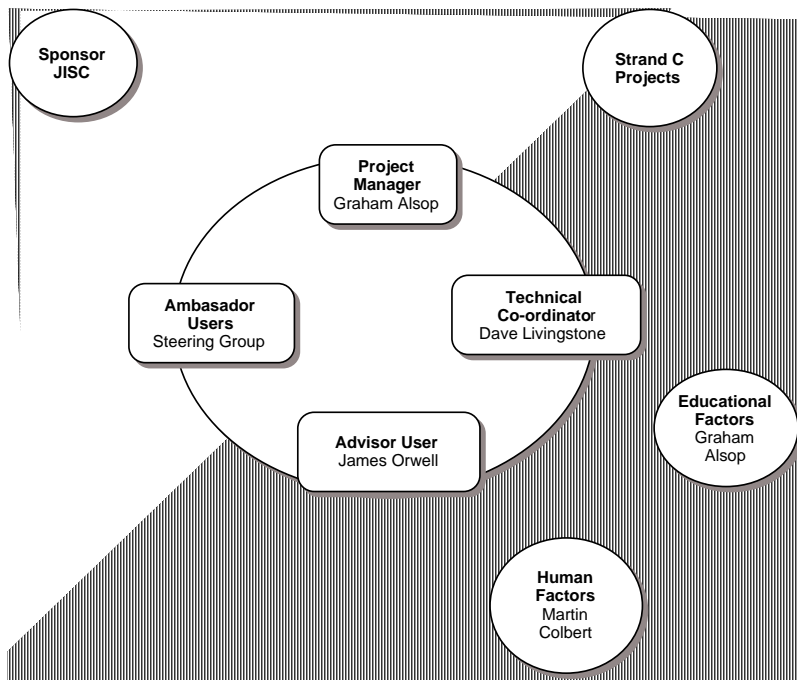 Sponsor
JISC
Strand C
Projects
Project
Manager
Graham Alsop
Ambasador
Users
Steering Group
Technical
Co-ordinator
Dave Livingstone
Advisor User
James Orwell
Educational
Factors
Graham
Alsop
Human
Factors
Martin
Colbert